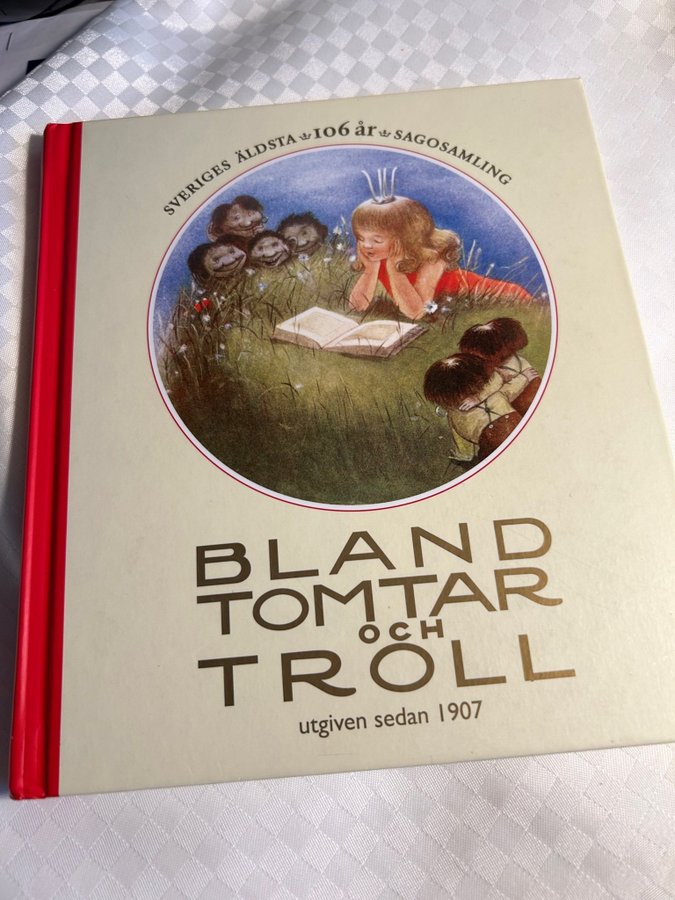 SVERIGES ÄLDSTA 106 år SAGOSAMLING
BLAND
TOMTAR
OCH
TROLL
utgiven sedan 1907